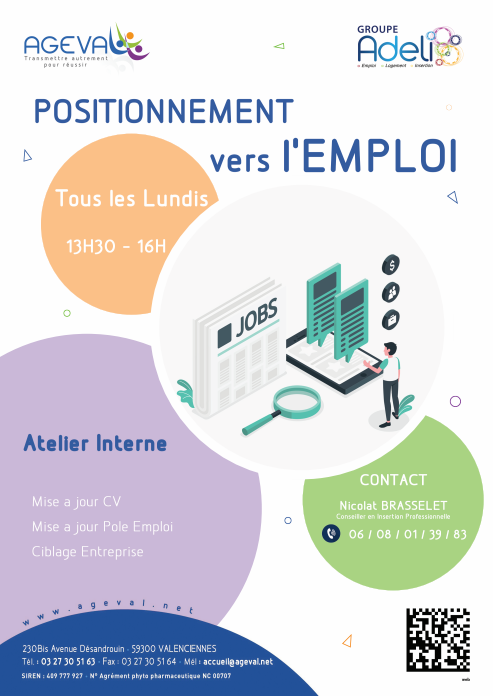 AGEVAL
Transmettre autrement
pour réussir
GROUPE
Adeli
Emploi Logement Insertion
POSITIONNEMENT
vers l'EMPLOI
Tous les Lundis
13H30 - 16H
JOBS
Atelier Interne
Mise a jour CV
Mise a jour Pole Emploi
Ciblage Entreprise
CONTACT
Nicolat BRASSELET
Conseiller en Insertion Professionnelle
06 / 08 / 01 / 39 / 83
www.ageval.net
230Bis Avenue Désandrouin - 59300 VALENCIENNES
Tél. : 03 27 30 51 63 - Fax : 03 27 30 51 64 - Mél : accueil@ageval.net
SIREN : 409 777 927 - N° Agrément phyto pharmaceutique NC 00707